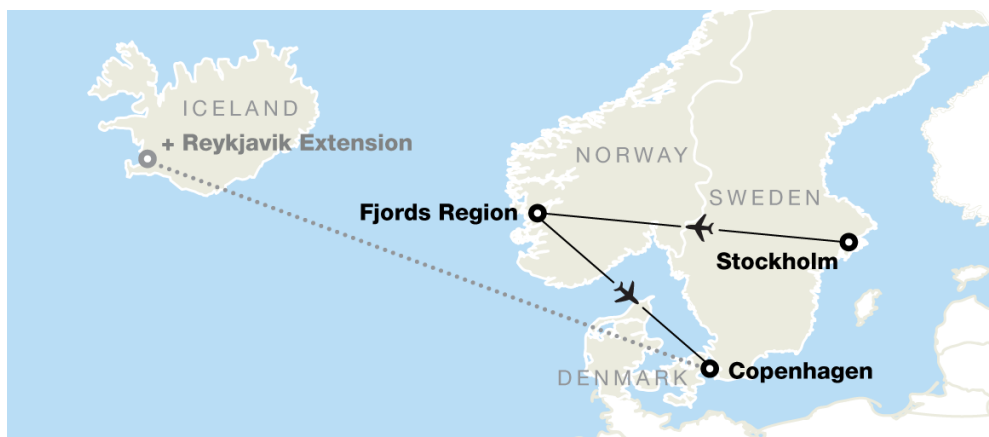 ICELAND
+ Reykjavik Extension
NORWAY
SWEDEN
Fjords Region
Stockholm
DENMARK
Copenhagen